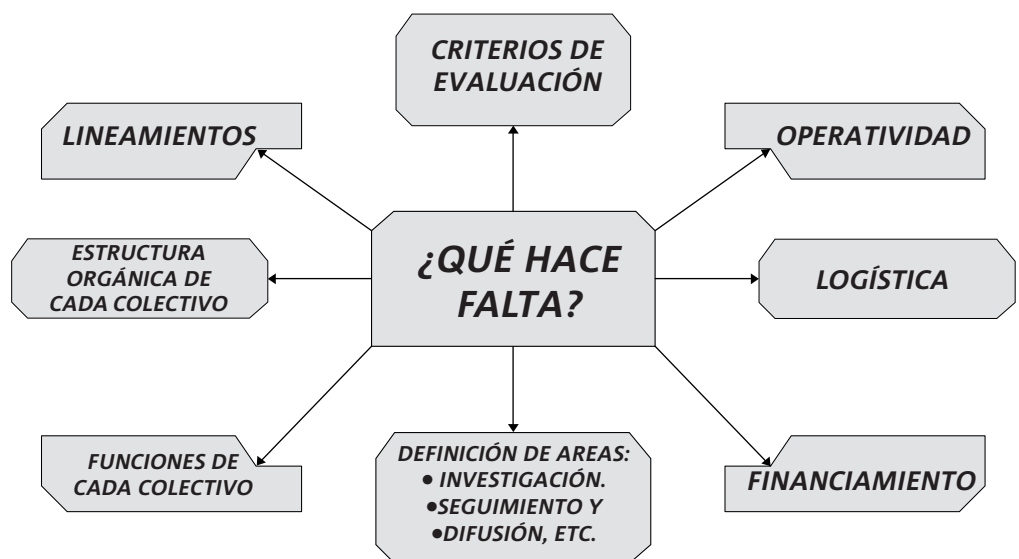 CRITERIOS DE
EVALUACIÓN
LINEAMIENTOS
OPERATIVIDAD
¿QUÉ HACE
FALTA?
ESTRUCTURA
ORGÁNICA DE
CADA COLECTIVO
LOGÍSTICA
FUNCIONES DE
CADA COLECTIVO
DEFINICIÓN DE AREAS:
● INVESTIGACIÓN.
●SEGUIMIENTO Y
●DIFUSIÓN, ETC.
FINANCIAMIENTO